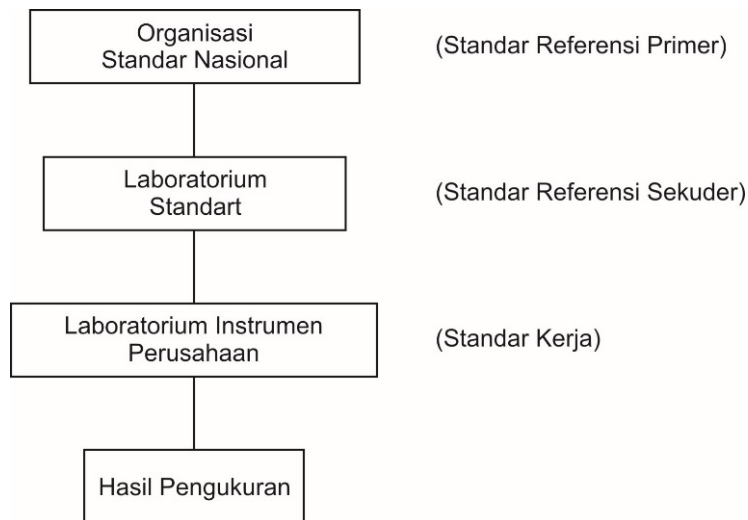 Organisasi
Standar Nasional
(Standar Referensi Primer)
Laboratorium
Standart
(Standar Referensi Sekuder)
Laboratorium Instrumen
Perusahaan
(Standar Kerja)
Hasil Pengukuran